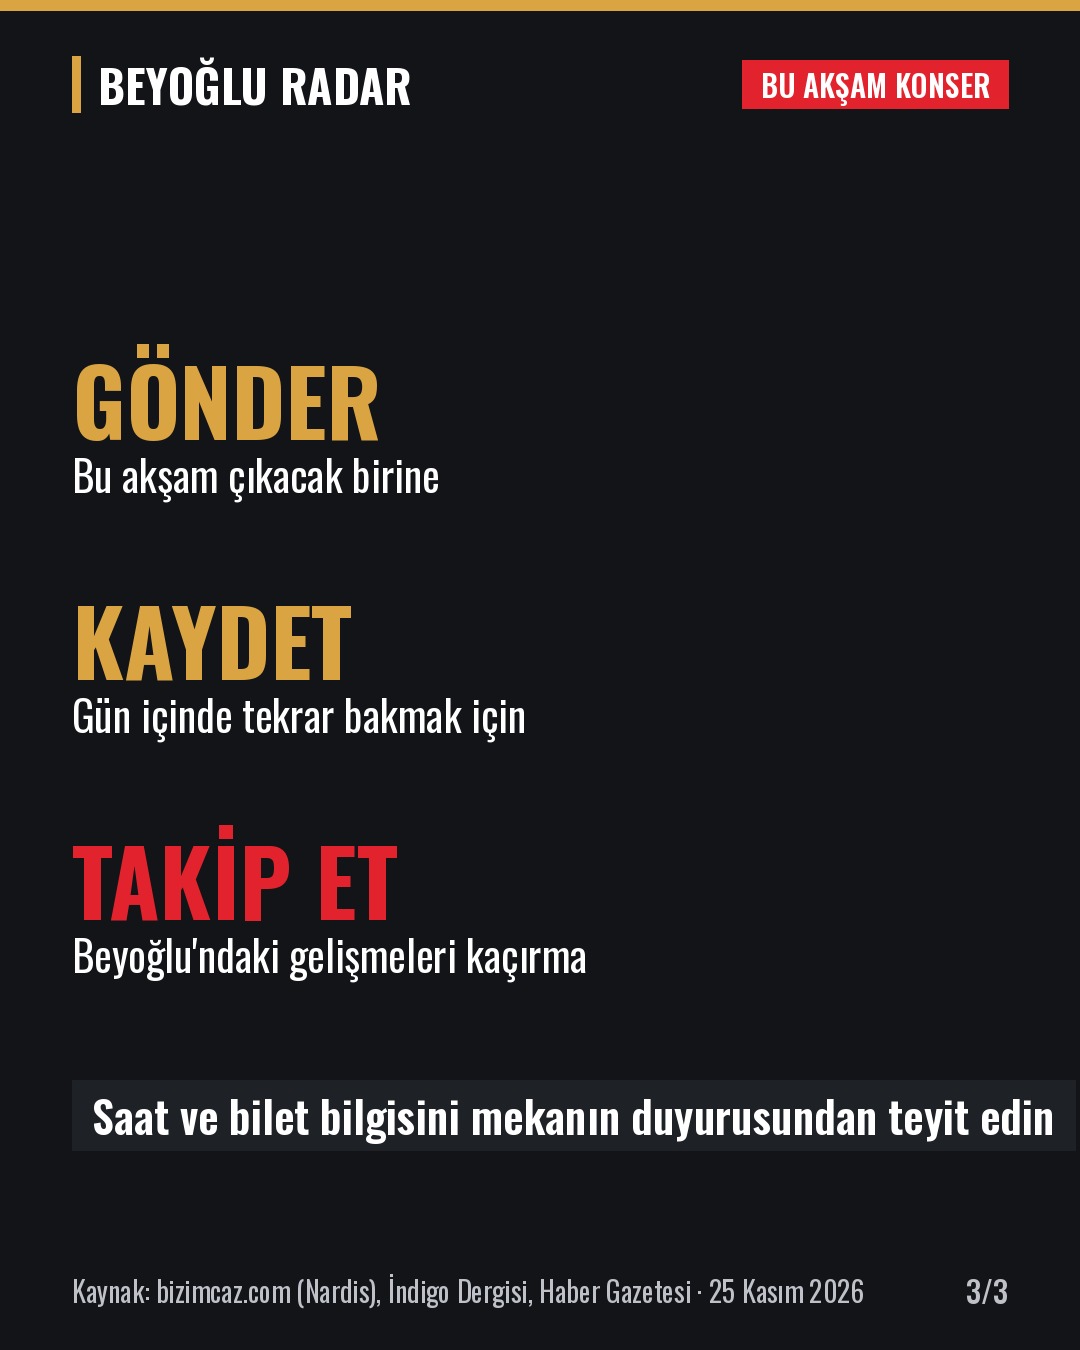 BEYOĞLU RADAR
BU AKŞAM KONSER
GÖNDER
Bu akşam çıkacak birine
KAYDET
Gün içinde tekrar bakmak için
TAKİP ET
Beyoğlu'ndaki gelişmeleri kaçırma
Saat ve bilet bilgisini mekanın duyurusundan teyit edin
Kaynak: bizimcaz.com (Nardis), İndigo Dergisi, Haber Gazetesi · 25 Kasım 2026
3/3